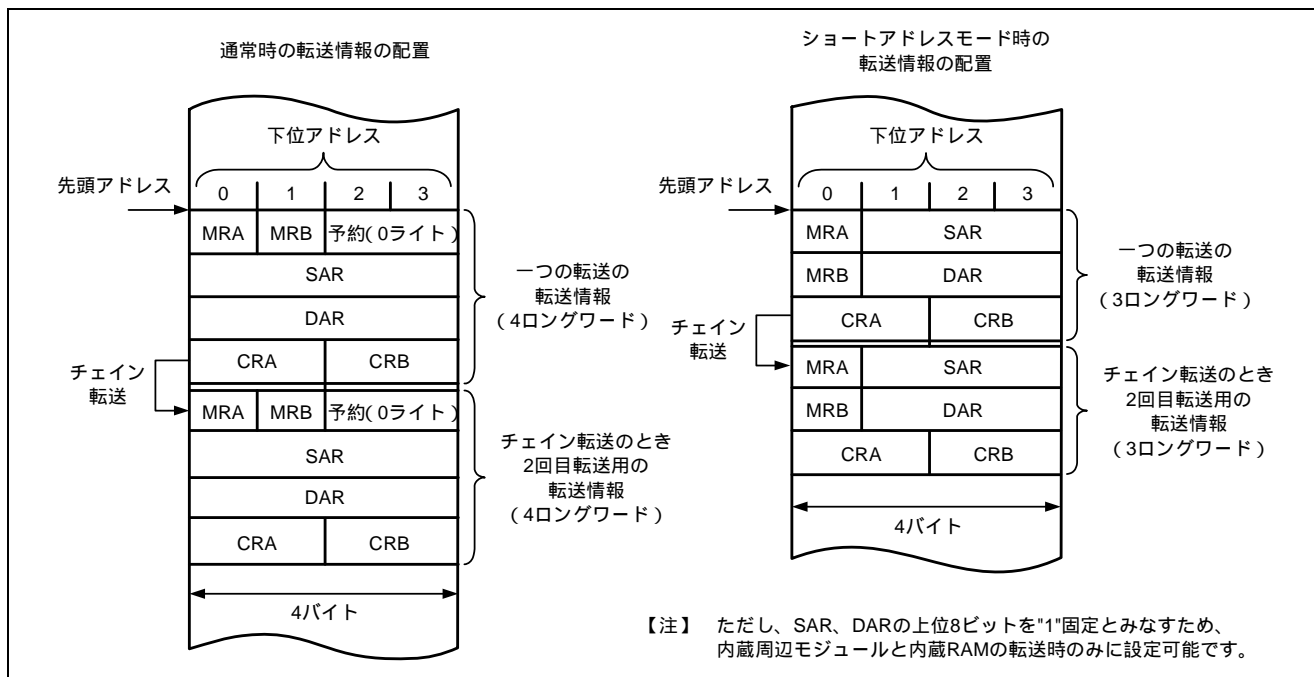 通常時の転送情報の配置
下位アドレス
先頭アドレス
0 1 2 3
MRA MRB 予約(0ライト)
SAR
DAR
CRA CRB
MRA MRB 予約(0ライト)
SAR
DAR
CRA CRB
チェイン
転送
一つの転送の
転送情報
(4ロングワード)
チェイン転送のとき
2回目転送用の
転送情報
(4ロングワード)
4バイト
ショートアドレスモード時の
転送情報の配置
下位アドレス
先頭アドレス
0 1 2 3
MRA SAR
MRB DAR
CRA CRB
MRA SAR
MRB DAR
CRA CRB
チェイン
転送
一つの転送の
転送情報
(3ロングワード)
チェイン転送のとき
2回目転送用の
転送情報
(3ロングワード)
4バイト
【注】 ただし、SAR、DARの上位8ビットを"1"固定とみなすため、
内蔵周辺モジュールと内蔵RAMの転送時のみに設定可能です。